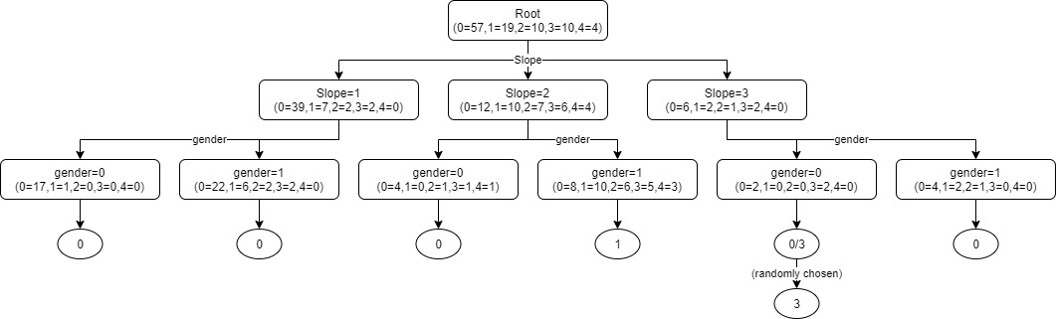 Root
(0=57,1=19,2=10,3=10,4=4)
Slope
Slope=1
(0=39,1=7,2=2,3=2,4=0)
Slope=2
(0=12,1=10,2=7,3=6,4=4)
Slope=3
(0=6,1=2,2=1,3=2,4=0)
gender
gender
gender
gender=0
(0=17,1=1,2=0,3=0,4=0)
gender=1
(0=22,1=6,2=2,3=2,4=0)
gender=0
(0=4,1=0,2=1,3=1,4=1)
gender=1
(0=8,1=10,2=6,3=5,4=3)
gender=0
(0=2,1=0,2=0,3=2,4=0)
gender=1
(0=4,1=2,2=1,3=0,4=0)
0
0
0
1
0/3
0
(randomly chosen)
3